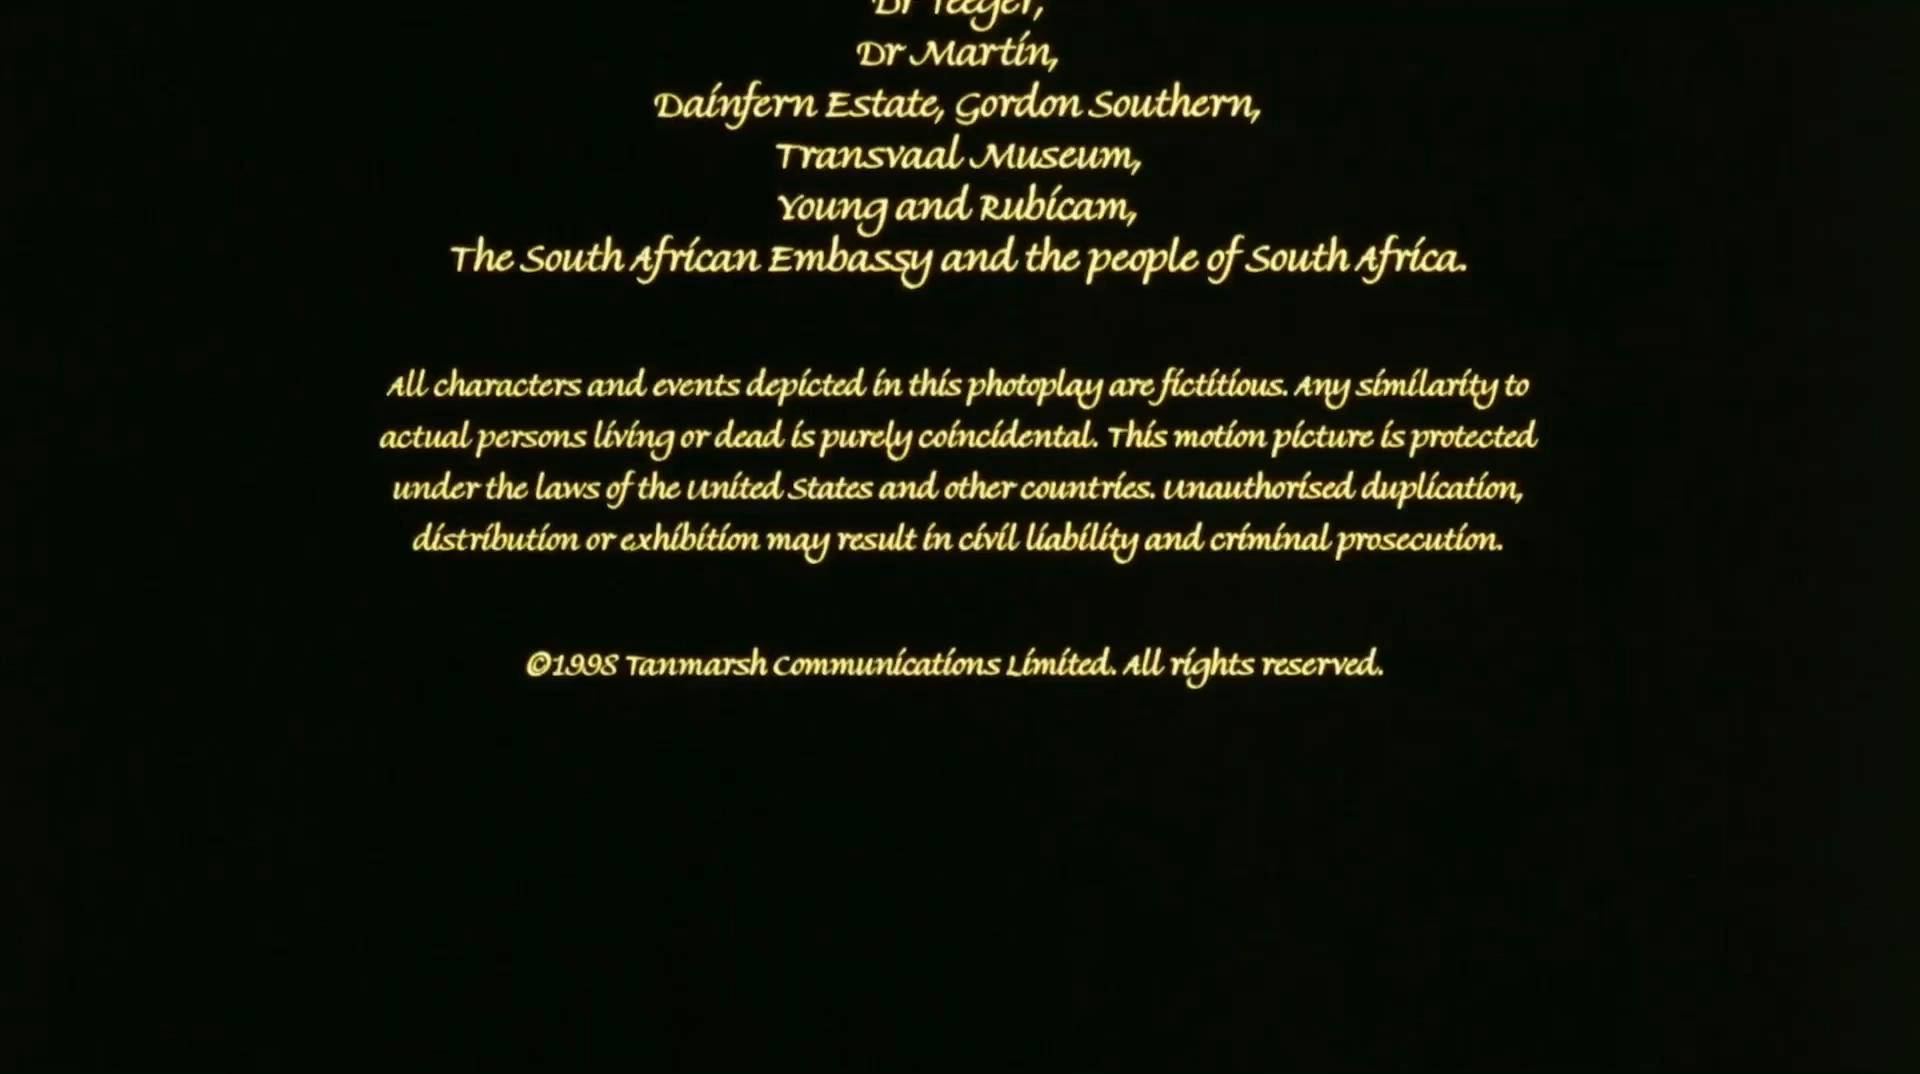 Dr Teeger,
Dr Martin,
Dainfern Estate, Gordon Southern,
Transvaal Museum,
Young and Rubicam,
The South African Embassy and the people of South Africa.
All characters and events depicted in this photoplay are fictitious. Any similarity to
actual persons living or dead is purely coincidental. This motion picture is protected
under the laws of the United States and other countries. Unauthorised duplication,
distribution or exhibition may result in civil liability and criminal prosecution.
©1998 Tanmarsh Communications Limited. All rights reserved.